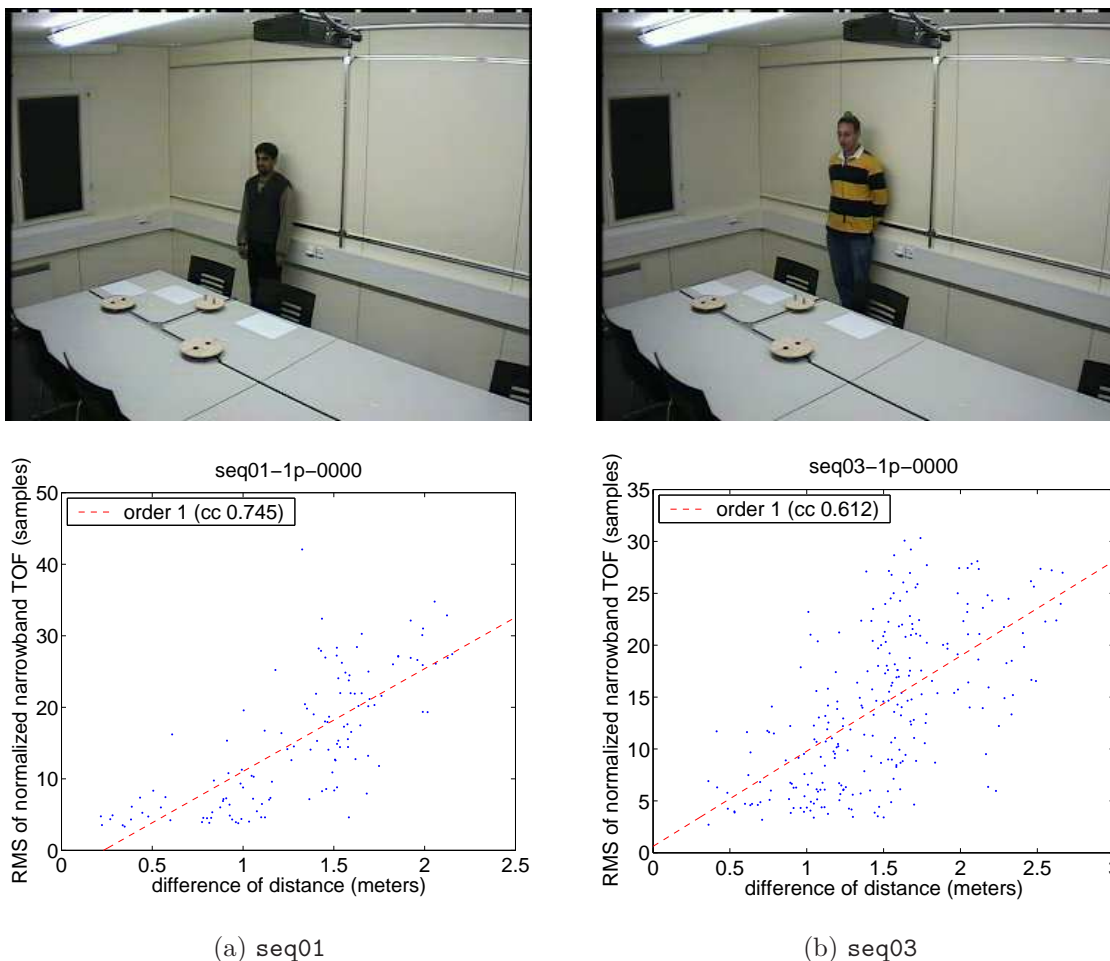 seq01−1p−0000
RMS of normalized narrowband TOF (samples)
order 1 (cc 0.745)
50
40
30
20
10
0
0 0.5 1 1.5 2 2.5
difference of distance (meters)
(a) seq01
seq03−1p−0000
RMS of normalized narrowband TOF (samples)
order 1 (cc 0.612)
35
30
25
20
15
10
5
0
0 0.5 1 1.5 2 2.5 3
difference of distance (meters)
(b) seq03